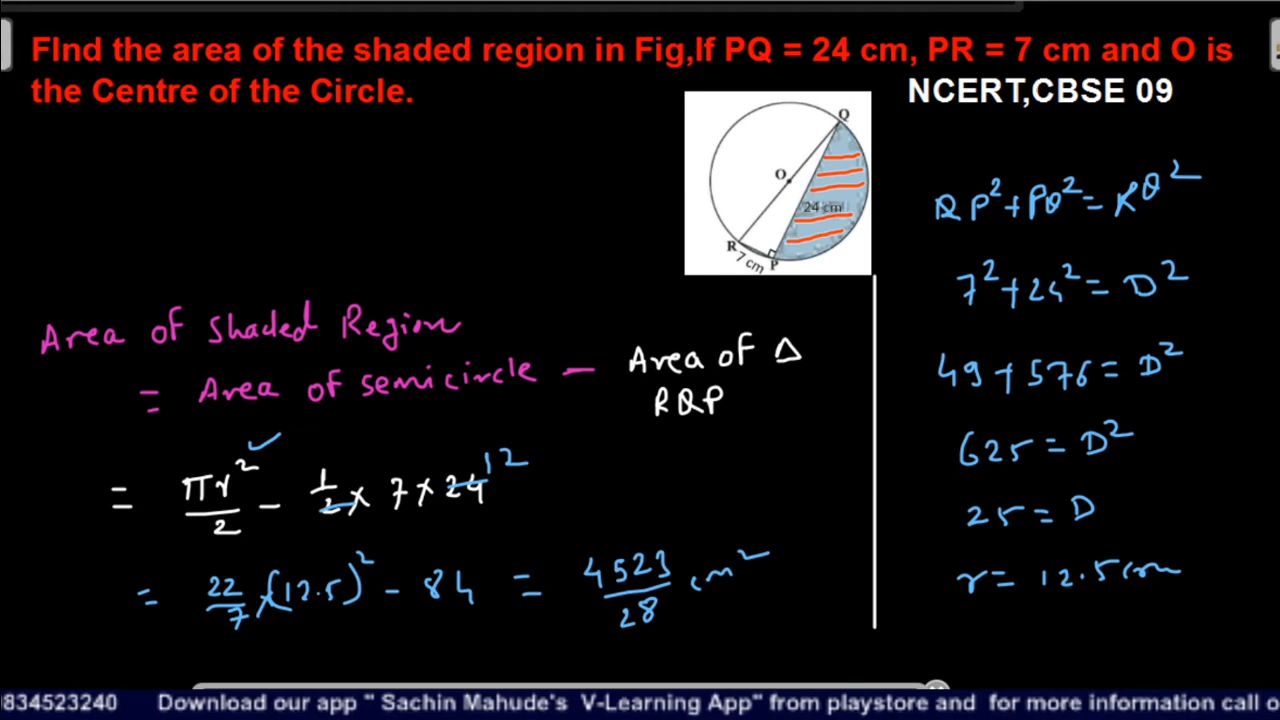 FInd the area of the shaded region in Fig,If PQ = 24 cm, PR = 7 cm and O is
the Centre of the Circle.
NCERT,CBSE 09
Q
O
24 cm
R
7 cm
P
Area of Shaded Region
= Area of semicircle − Area of Δ
RQP
= πr²/2 − 1/2 × 7 × 24 12
= 22/7 × (12.5)² − 84 = 4523/28 cm²
RP² + PQ² = RQ²
7² + 24² = D²
49 + 576 = D²
625 = D²
25 = D
r = 12.5 cm
834523240 Download our app " Sachin Mahude's V-Learning App" from playstore and for more information call o